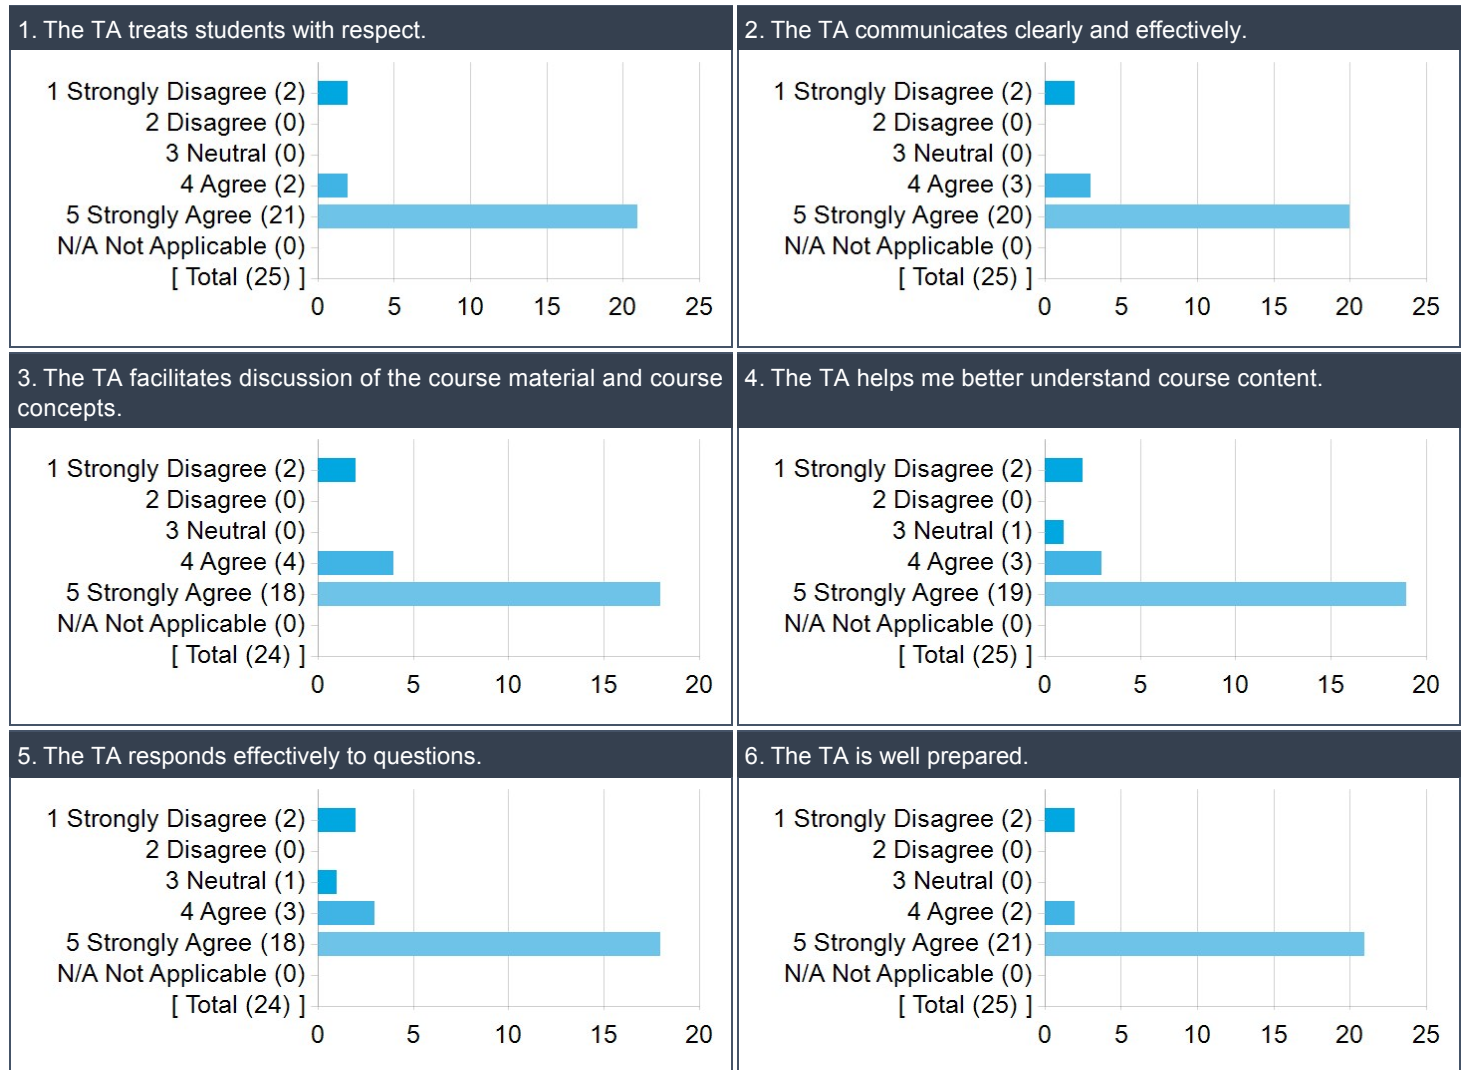 1. The TA treats students with respect.
1 Strongly Disagree (2)
2 Disagree (0)
3 Neutral (0)
4 Agree (2)
5 Strongly Agree (21)
N/A Not Applicable (0)
[ Total (25) ]
0 5 10 15 20 25
2. The TA communicates clearly and effectively.
1 Strongly Disagree (2)
2 Disagree (0)
3 Neutral (0)
4 Agree (3)
5 Strongly Agree (20)
N/A Not Applicable (0)
[ Total (25) ]
0 5 10 15 20 25
3. The TA facilitates discussion of the course material and course
concepts.
1 Strongly Disagree (2)
2 Disagree (0)
3 Neutral (0)
4 Agree (4)
5 Strongly Agree (18)
N/A Not Applicable (0)
[ Total (24) ]
0 5 10 15 20
4. The TA helps me better understand course content.
1 Strongly Disagree (2)
2 Disagree (0)
3 Neutral (1)
4 Agree (3)
5 Strongly Agree (19)
N/A Not Applicable (0)
[ Total (25) ]
0 5 10 15 20
5. The TA responds effectively to questions.
1 Strongly Disagree (2)
2 Disagree (0)
3 Neutral (1)
4 Agree (3)
5 Strongly Agree (18)
N/A Not Applicable (0)
[ Total (24) ]
0 5 10 15 20
6. The TA is well prepared.
1 Strongly Disagree (2)
2 Disagree (0)
3 Neutral (0)
4 Agree (2)
5 Strongly Agree (21)
N/A Not Applicable (0)
[ Total (25) ]
0 5 10 15 20 25